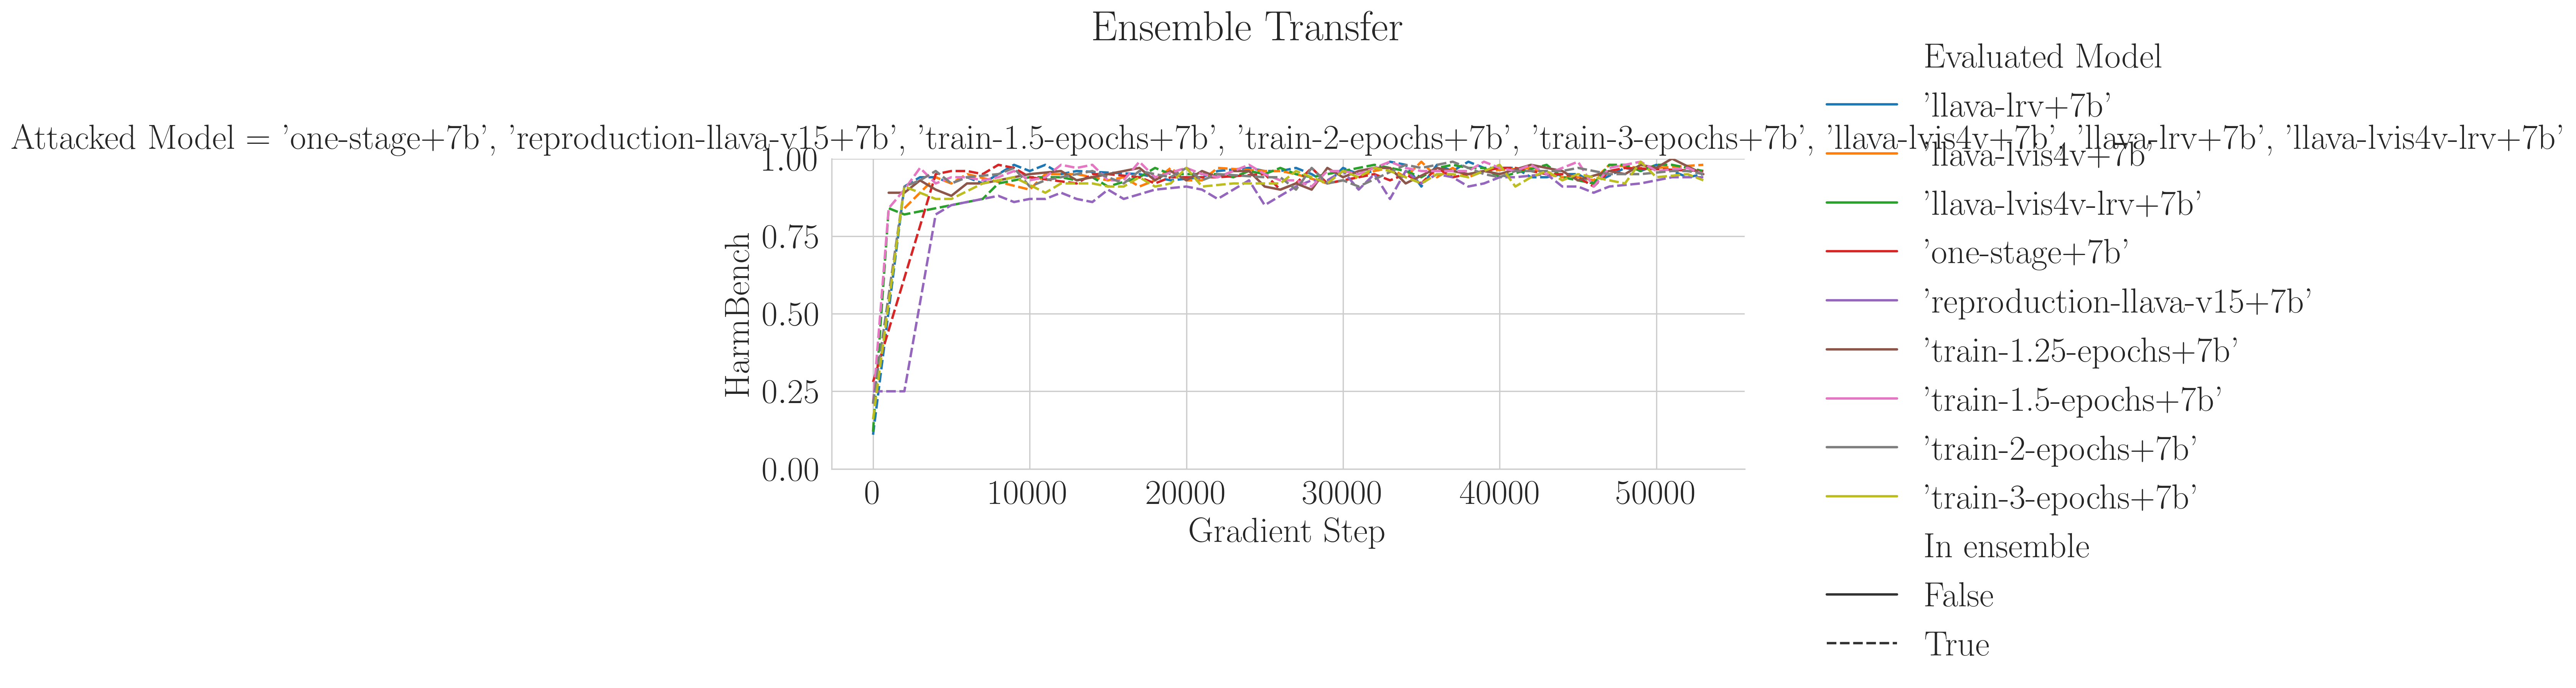 Ensemble Transfer
Attacked Model = 'one-stage+7b', 'reproduction-llava-v15+7b', 'train-1.5-epochs+7b', 'train-2-epochs+7b', 'train-3-epochs+7b', 'llava-lvis4v+7b', 'llava-lrv+7b', 'llava-lvis4v-lrv+7b'
1.00
0.75
0.50
0.25
0.00
HarmBench
0
10000
20000
30000
40000
50000
Gradient Step
Evaluated Model
'llava-lrv+7b'
'llava-lvis4v+7b'
'llava-lvis4v-lrv+7b'
'one-stage+7b'
'reproduction-llava-v15+7b'
'train-1.25-epochs+7b'
'train-1.5-epochs+7b'
'train-2-epochs+7b'
'train-3-epochs+7b'
In ensemble
False
True